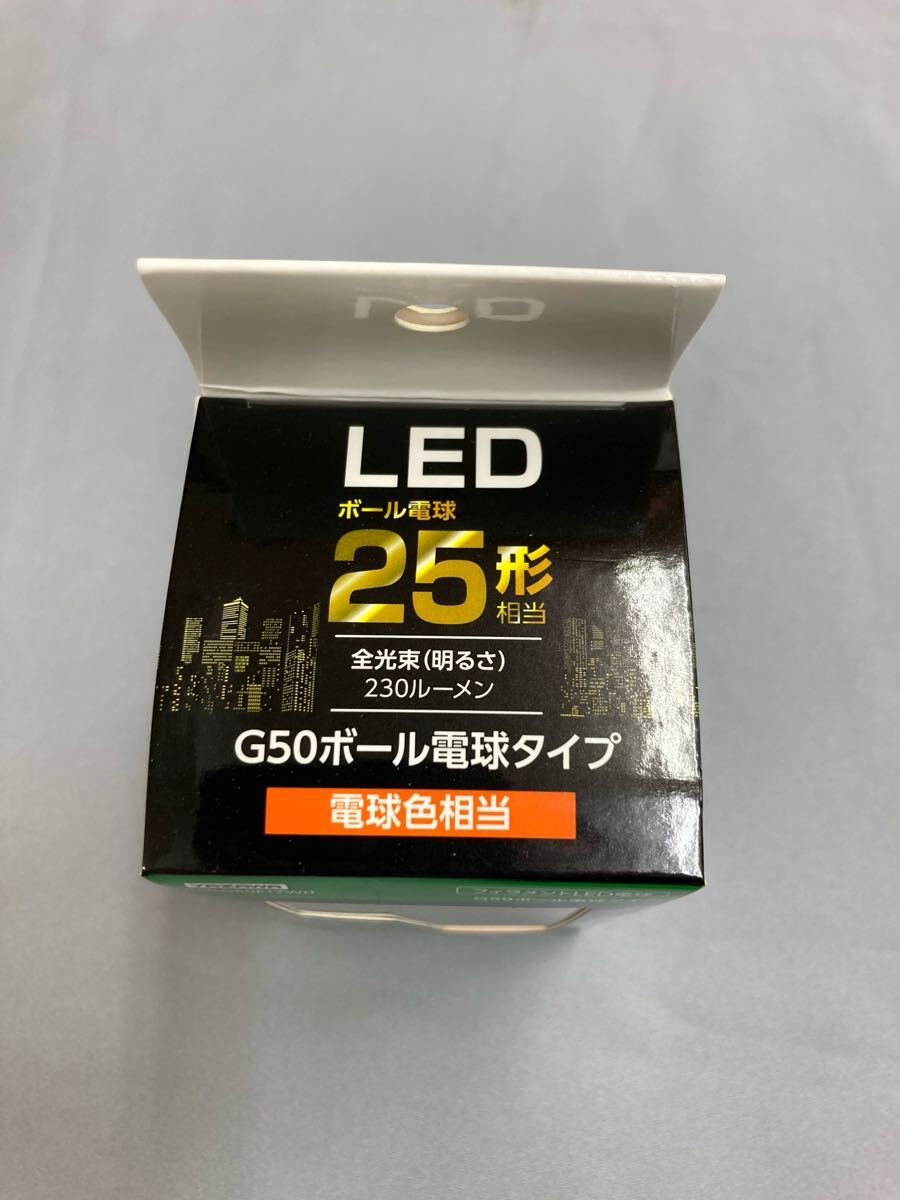 LED
ボール電球
25形
相当
全光束(明るさ)
230ルーメン
G50ボール電球タイプ
電球色相当
YAZAWA